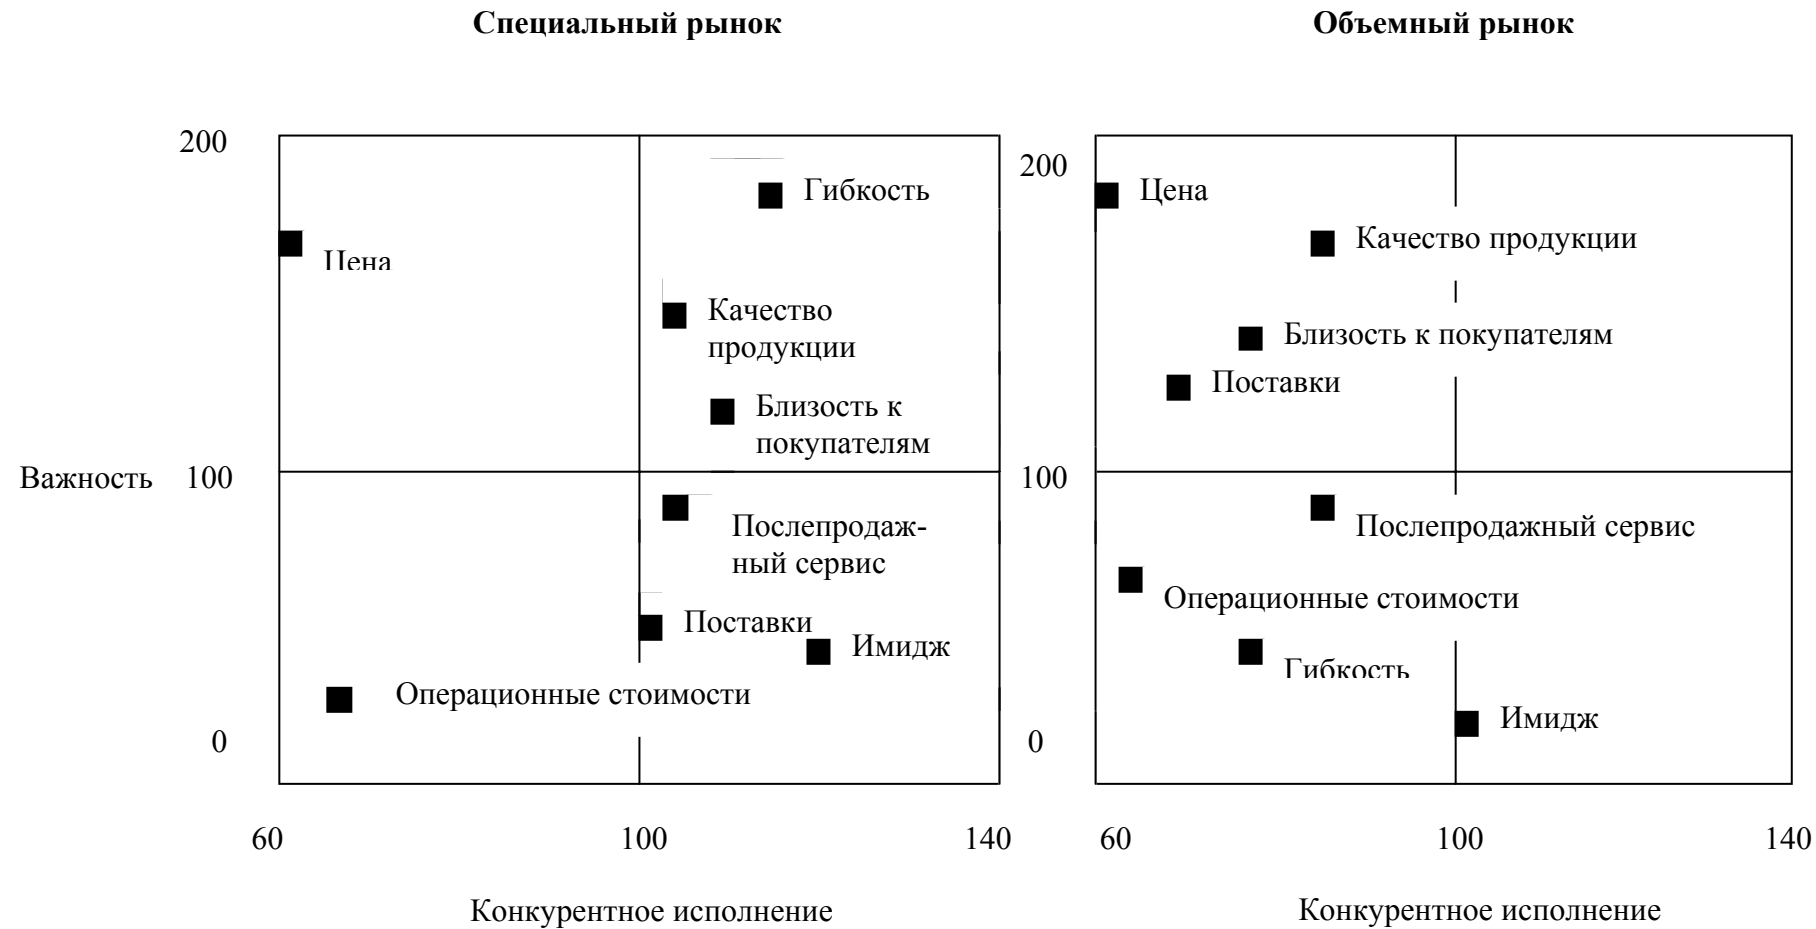 Специальный рынок
Объемный рынок
200
Гибкость
Цена
Качество
продукции
Близость к
покупателям
Важность
100
Послепродаж-
ный сервис
Поставки
Имидж
Операционные стоимости
0
60
100
140
Конкурентное исполнение
200
Цена
Качество продукции
Близость к покупателям
Поставки
100
Послепродажный сервис
Операционные стоимости
Гибкость
Имидж
0
60
100
140
Конкурентное исполнение